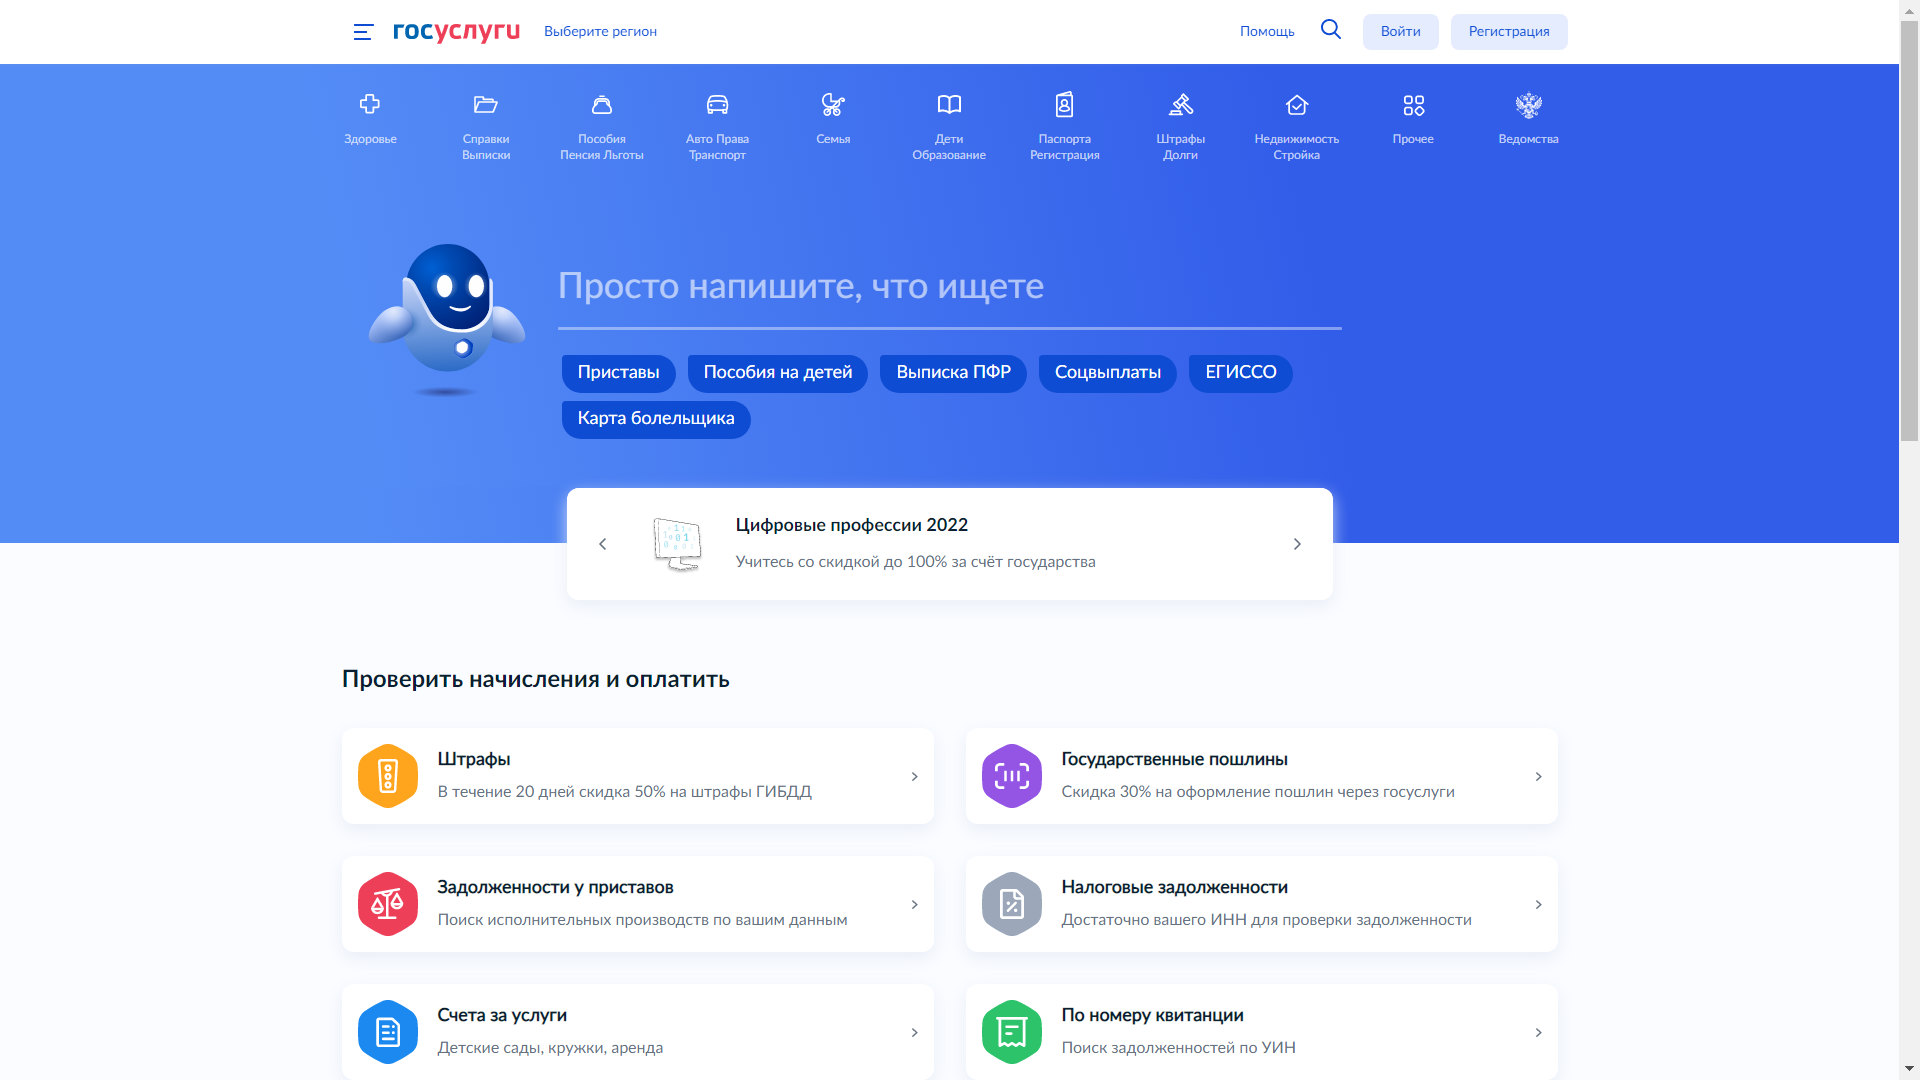 госуслуги
Выберите регион
Помощь
Войти
Регистрация
Здоровье
Справки
Выписки
Пособия
Пенсия Льготы
Авто Права
Транспорт
Семья
Дети
Образование
Паспорта
Регистрация
Штрафы
Долги
Недвижимость
Стройка
Прочее
Ведомства
Просто напишите, что ищете
Приставы
Пособия на детей
Выписка ПФР
Соцвыплаты
ЕГИССО
Карта болельщика
Цифровые профессии 2022
Учитесь со скидкой до 100% за счёт государства
Проверить начисления и оплатить
Штрафы
В течение 20 дней скидка 50% на штрафы ГИБДД
Государственные пошлины
Скидка 30% на оформление пошлин через госуслуги
Задолженности у приставов
Поиск исполнительных производств по вашим данным
Налоговые задолженности
Достаточно вашего ИНН для проверки задолженности
Счета за услуги
Детские сады, кружки, аренда
По номеру квитанции
Поиск задолженностей по УИН